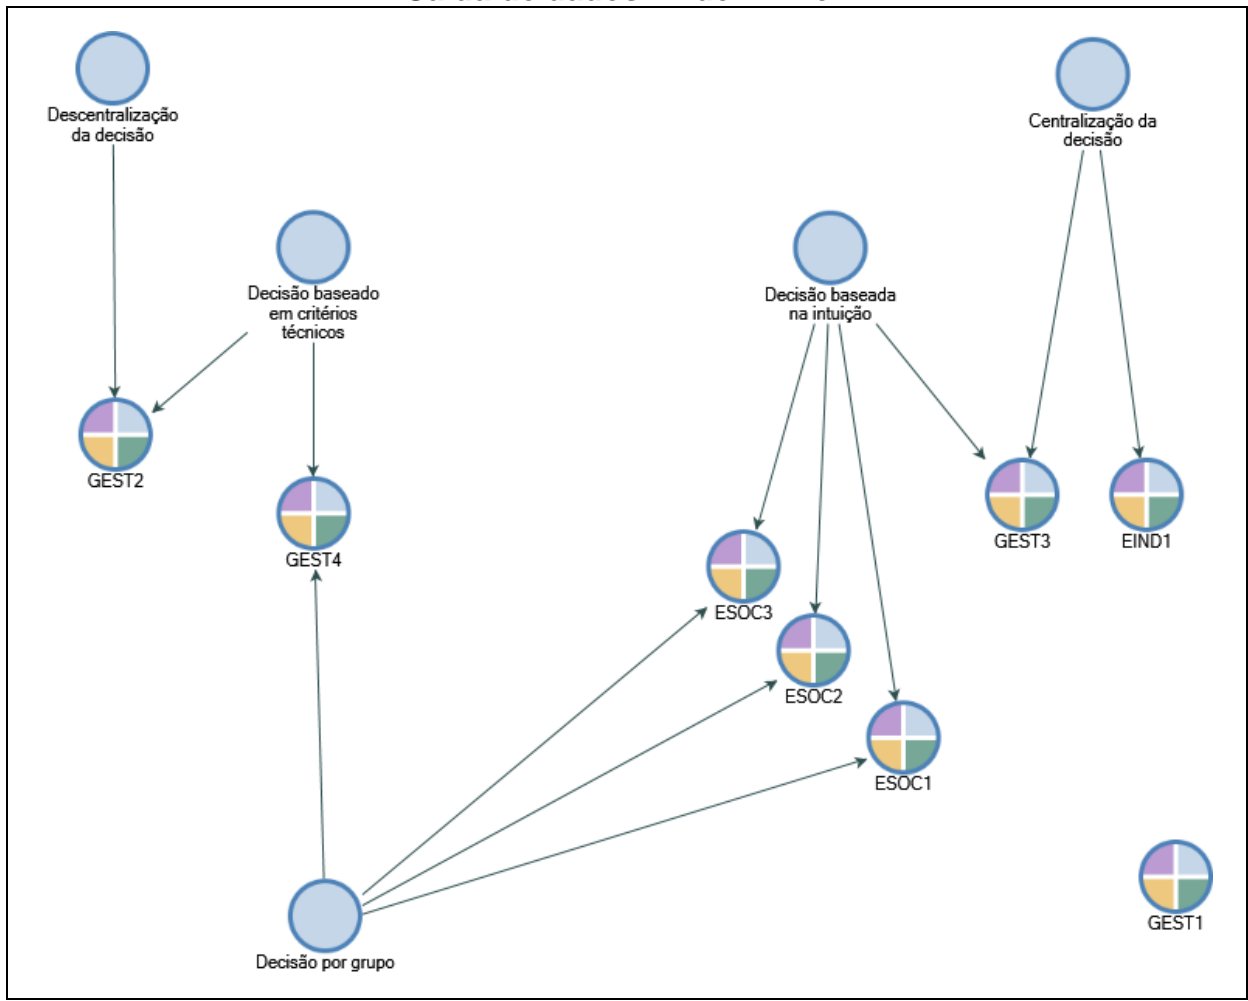 Descentralização
da decisão
Centralização da
decisão
Decisão baseado
em critérios
técnicos
Decisão baseada
na intuição
GEST2
GEST4
GEST3
EIND1
ESOC3
ESOC2
ESOC1
GEST1
Decisão por grupo